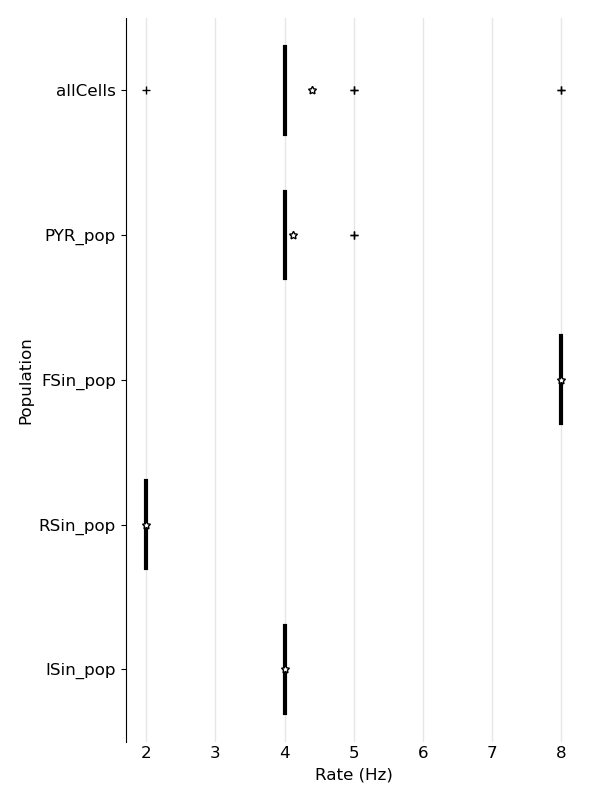 allCells
PYR_pop
FSin_pop
RSin_pop
ISin_pop
Population
2 3 4 5 6 7 8
Rate (Hz)